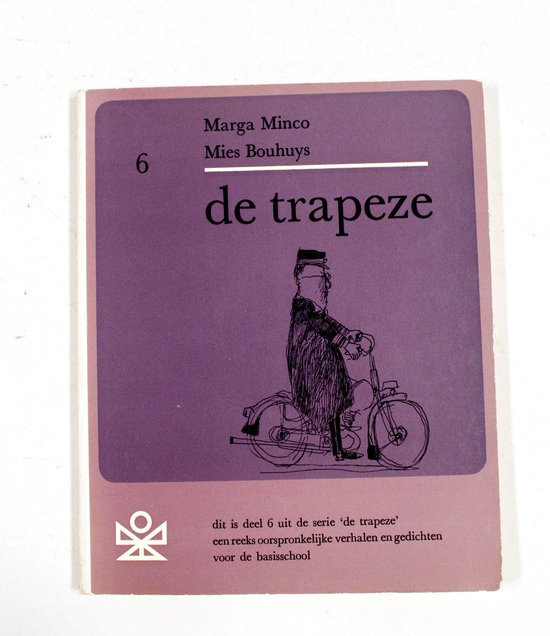 Marga Minco
6
Mies Bouhuys
de trapeze
dit is deel 6 uit de serie ‘de trapeze’
een reeks oorspronkelijke verhalen en gedichten
voor de basisschool